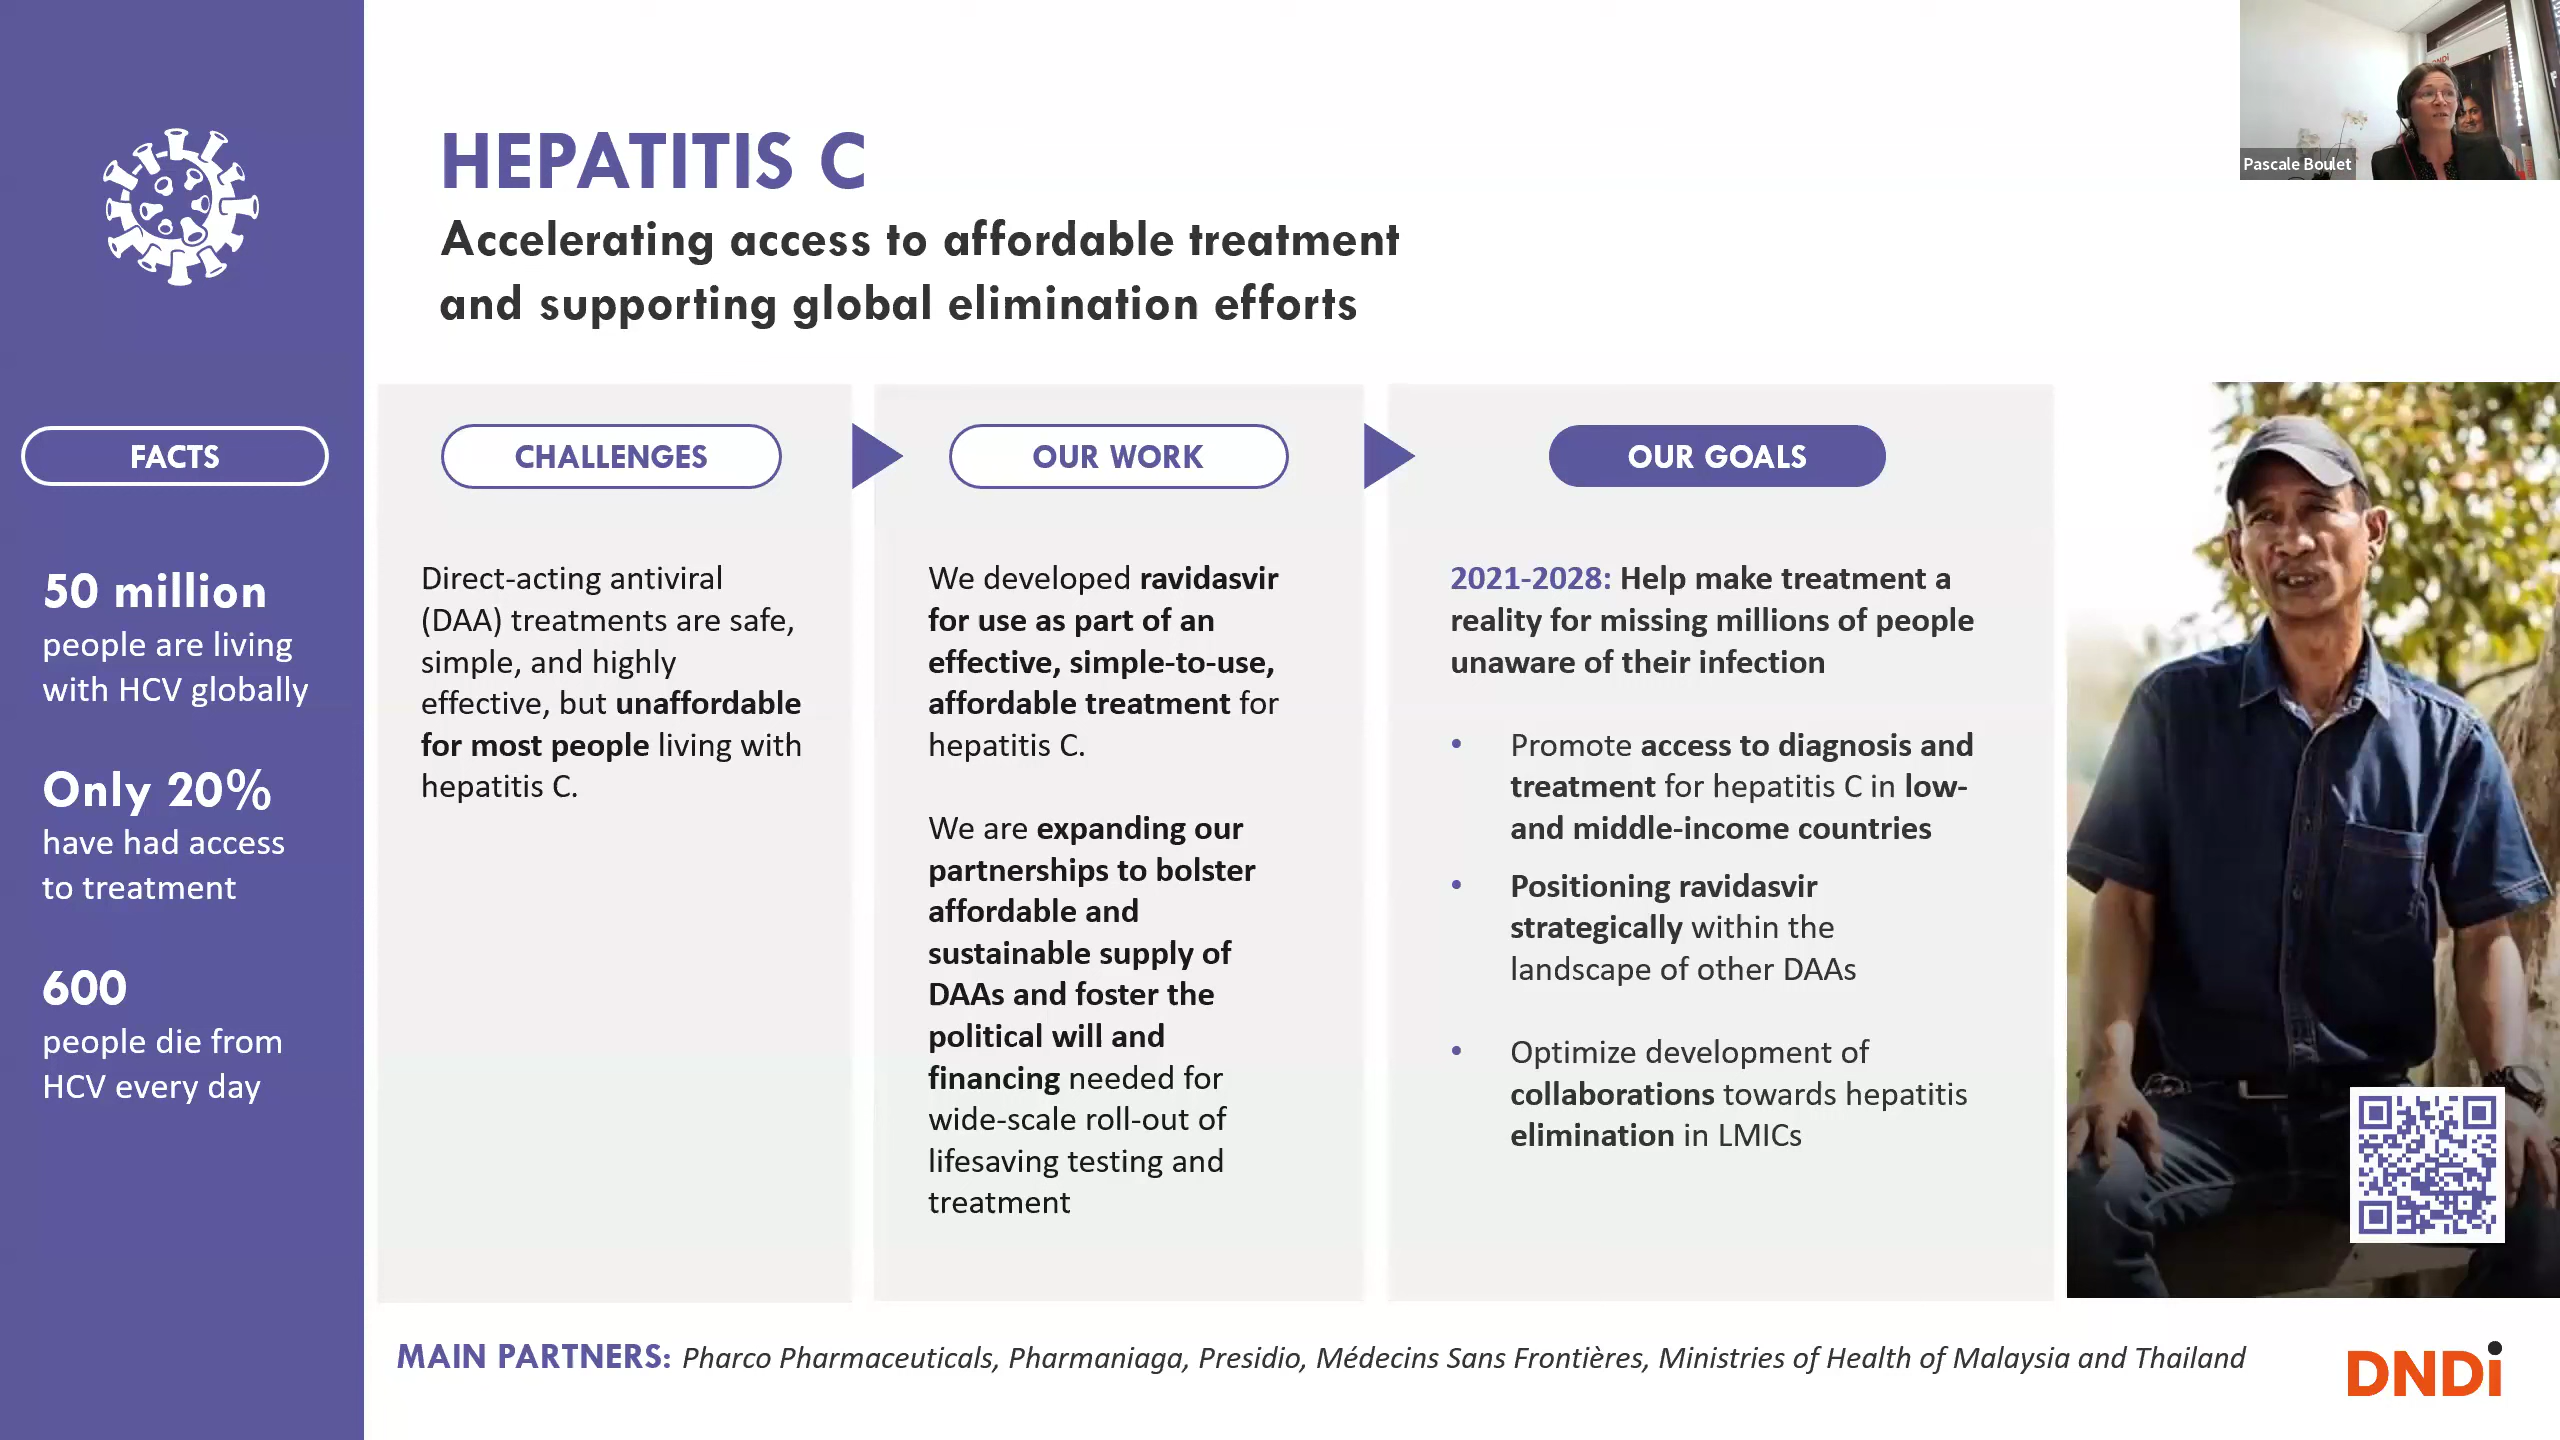 HEPATITIS C
Accelerating access to affordable treatment
and supporting global elimination efforts
Pascale Boulet
FACTS
50 million
people are living
with HCV globally
Only 20%
have had access
to treatment
600
people die from
HCV every day
CHALLENGES
Direct-acting antiviral
(DAA) treatments are safe,
simple, and highly
effective, but unaffordable
for most people living with
hepatitis C.
OUR WORK
We developed ravidasvir
for use as part of an
effective, simple-to-use,
affordable treatment for
hepatitis C.
We are expanding our
partnerships to bolster
affordable and
sustainable supply of
DAAs and foster the
political will and
financing needed for
wide-scale roll-out of
lifesaving testing and
treatment
OUR GOALS
2021-2028: Help make treatment a
reality for missing millions of people
unaware of their infection
• Promote access to diagnosis and
treatment for hepatitis C in low-
and middle-income countries
• Positioning ravidasvir
strategically within the
landscape of other DAAs
• Optimize development of
collaborations towards hepatitis
elimination in LMICs
MAIN PARTNERS: Pharco Pharmaceuticals, Pharmaniaga, Presidio, Médecins Sans Frontières, Ministries of Health of Malaysia and Thailand
DNDi